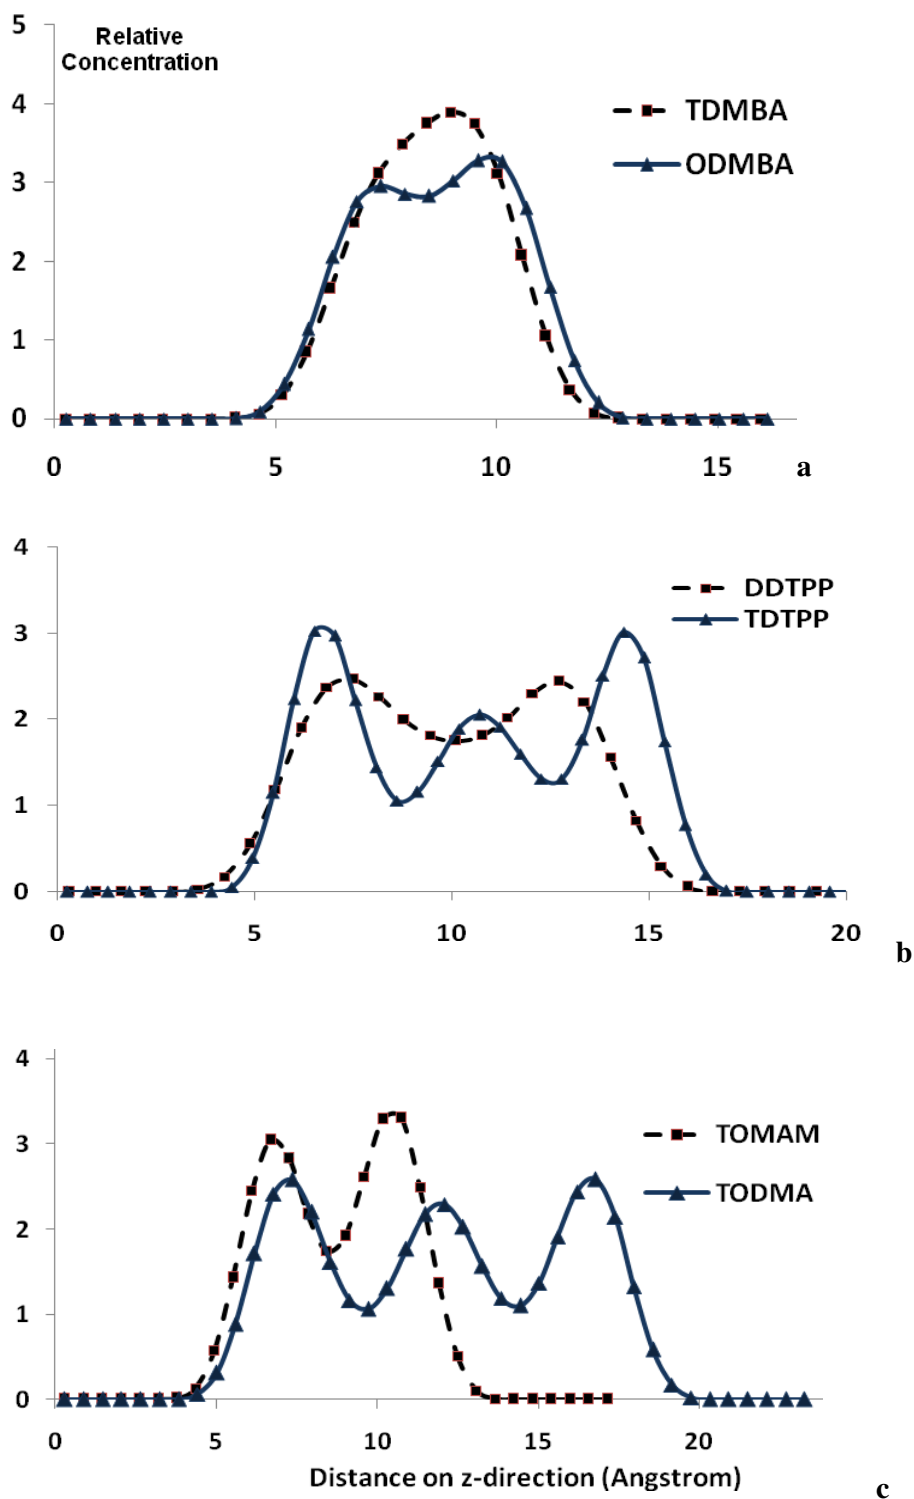 5
Relative
Concentration
4
TDMBA
ODMBA
3
2
1
0
0 5 10 15 a
4
DDTPP
TDTPP
3
2
1
0
0 5 10 15 20
b
4
3
TOMAM
TODMA
2
1
0
0 5 10 15 20
Distance on z-direction (Angstrom)
c